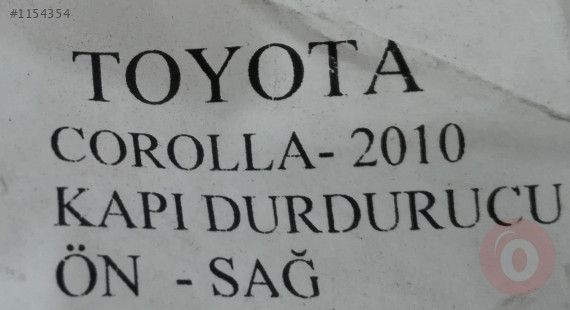 #1154354
TOYOTA
COROLLA- 2010
KAPI DURDURUCU
ÖN - SAĞ